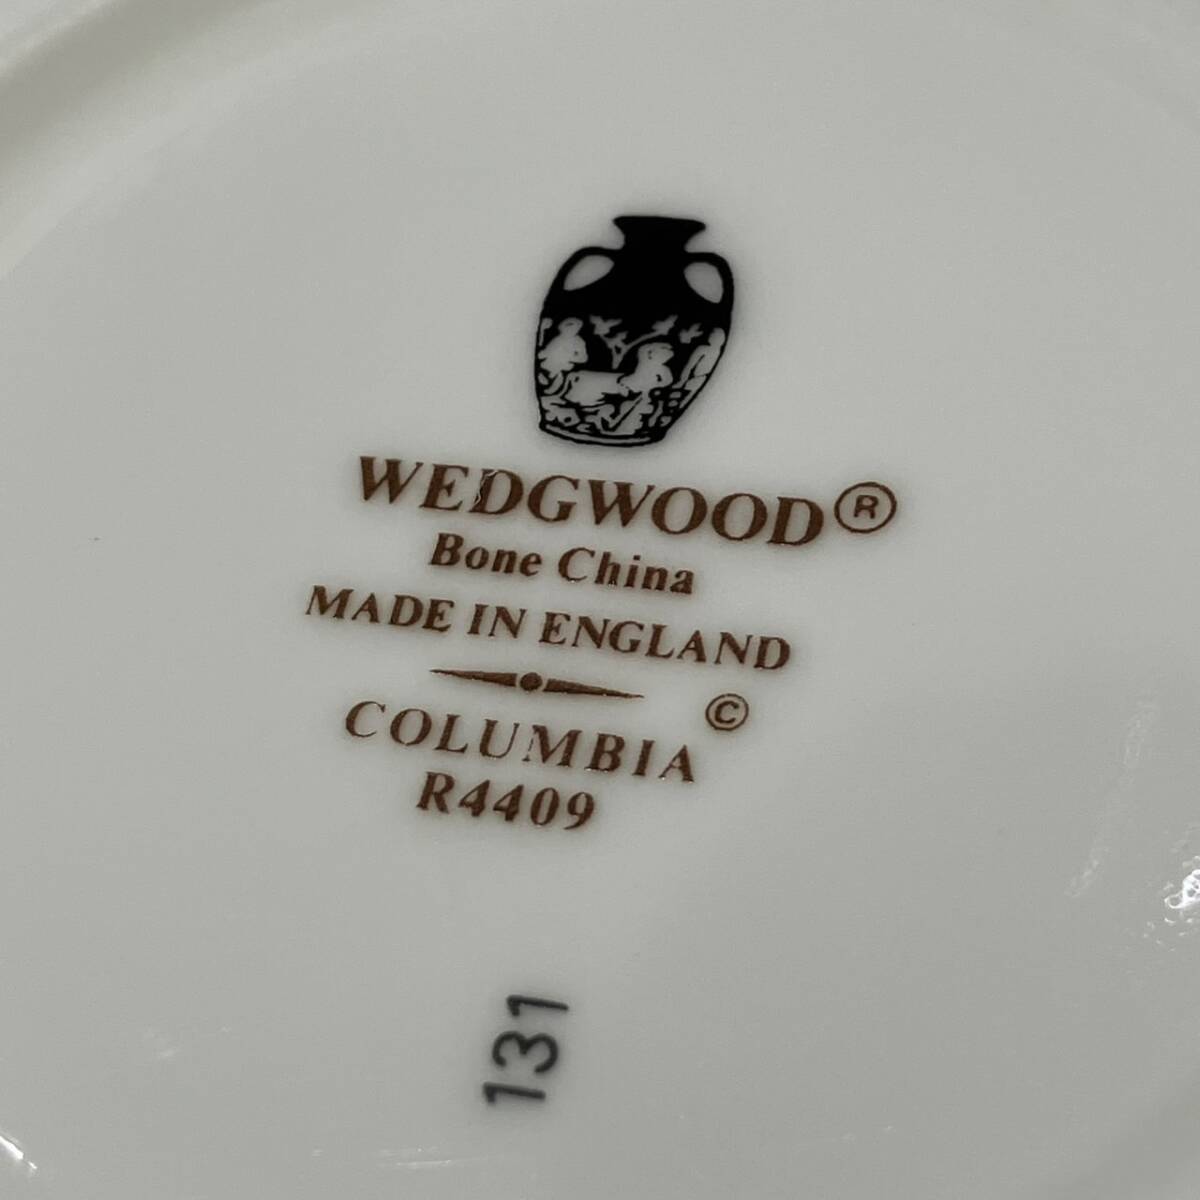 WEDGWOOD®
Bone China
MADE IN ENGLAND
COLUMBIA ©
R4409
131